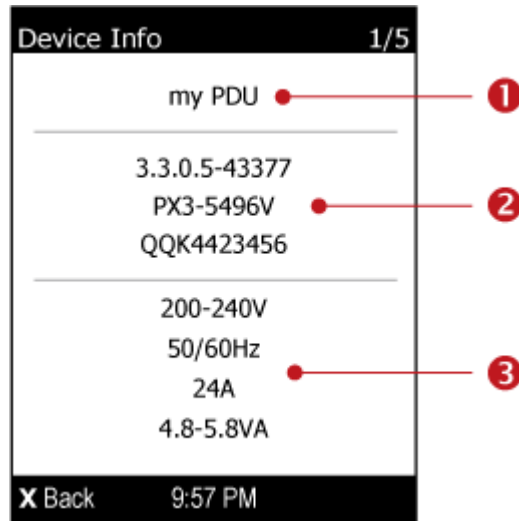 Device Info 1/5
my PDU
1
3.3.0.5-43377
PX3-5496V
2
QQK4423456
200-240V
50/60Hz
3
24A
4.8-5.8VA
X Back 9:57 PM